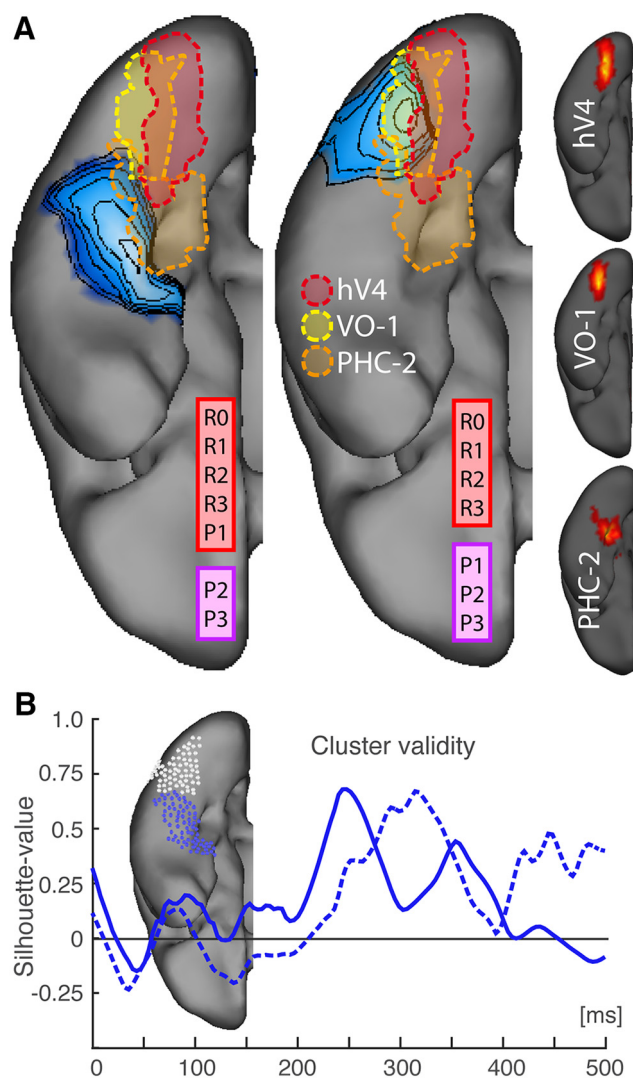 A
hV4
VO-1
PHC-2
R0
R1
R2
R3
P1
P2
P3
R0
R1
R2
R3
P1
P2
P3
hV4
VO-1
PHC-2
B
Cluster validity
Silhouette-value
1.0
0.75
0.5
0.25
0
-0.25
[ms]
0 100 200 300 400 500